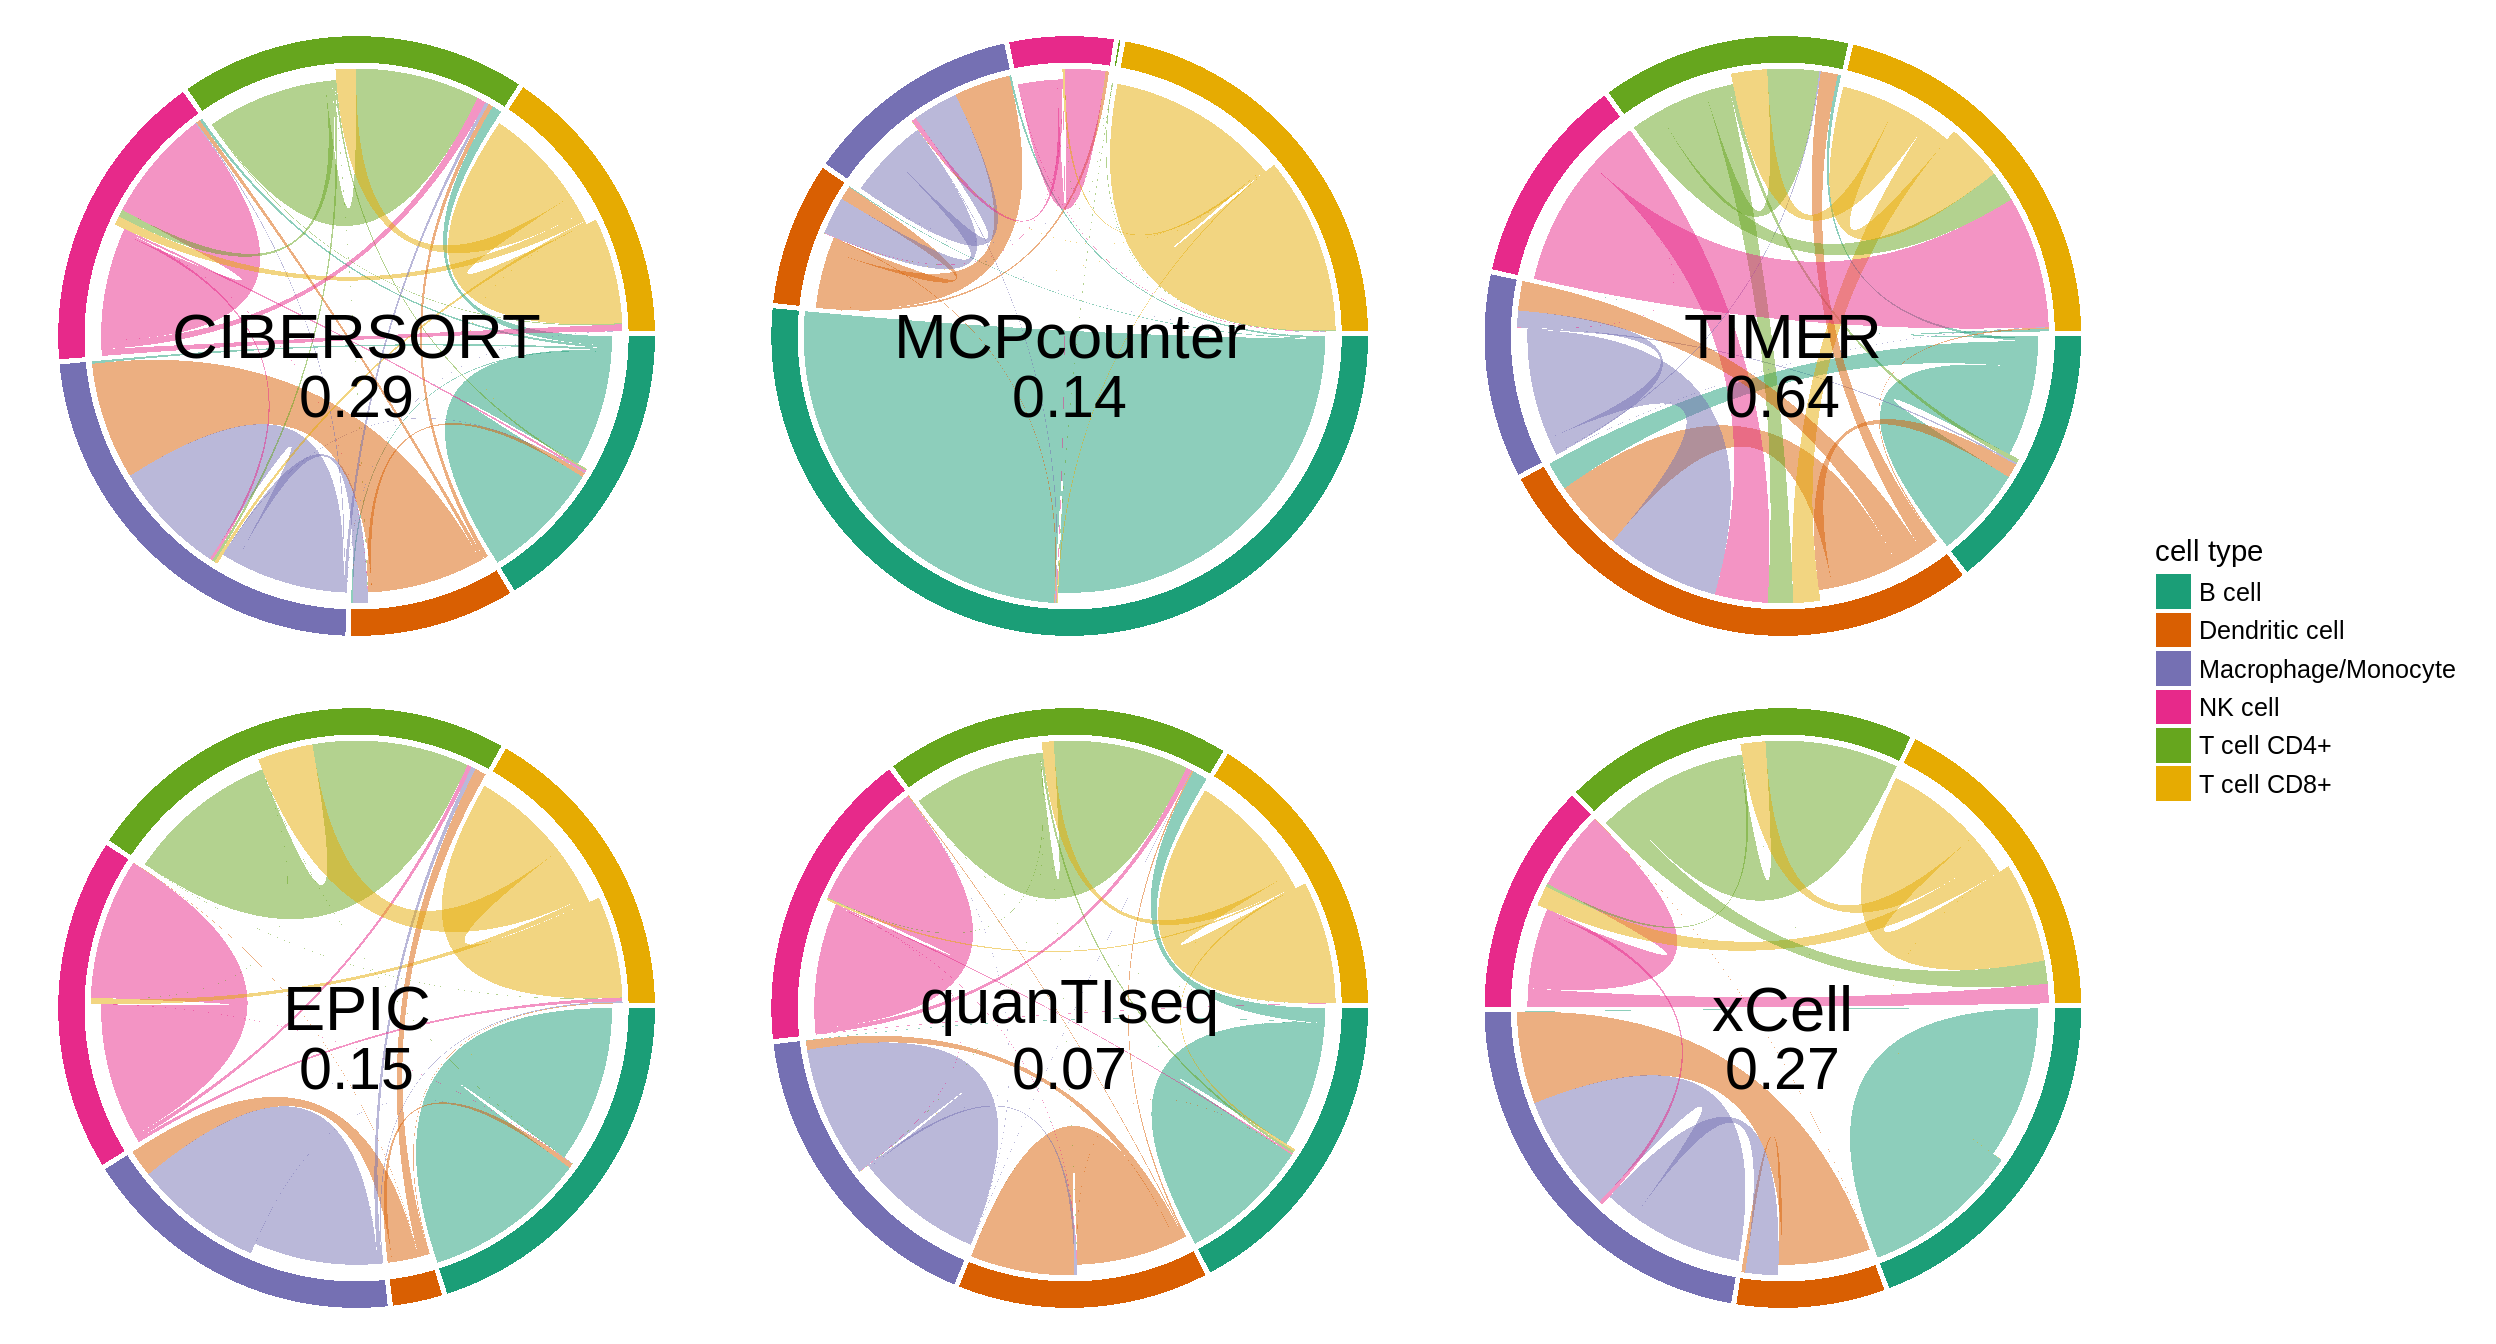 CIBERSORT
0.29
MCPcounter
0.14
TIMER
0.64
EPIC
0.15
quanTIseq
0.07
xCell
0.27
cell type
B cell
Dendritic cell
Macrophage/Monocyte
NK cell
T cell CD4+
T cell CD8+